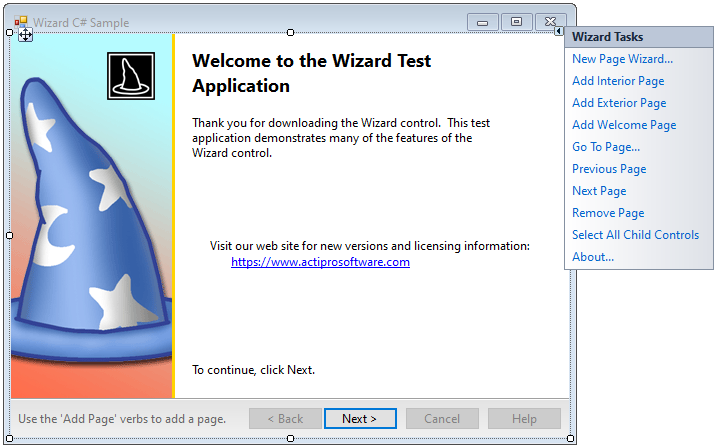 Wizard C# Sample
Welcome to the Wizard Test
Application
Thank you for downloading the Wizard control.  This test
application demonstrates many of the features of the
Wizard control.
Visit our web site for new versions and licensing information:
https://www.actiprosoftware.com
To continue, click Next.
Use the 'Add Page' verbs to add a page.
< Back
Next >
Cancel
Help
Wizard Tasks
New Page Wizard...
Add Interior Page
Add Exterior Page
Add Welcome Page
Go To Page...
Previous Page
Next Page
Remove Page
Select All Child Controls
About...